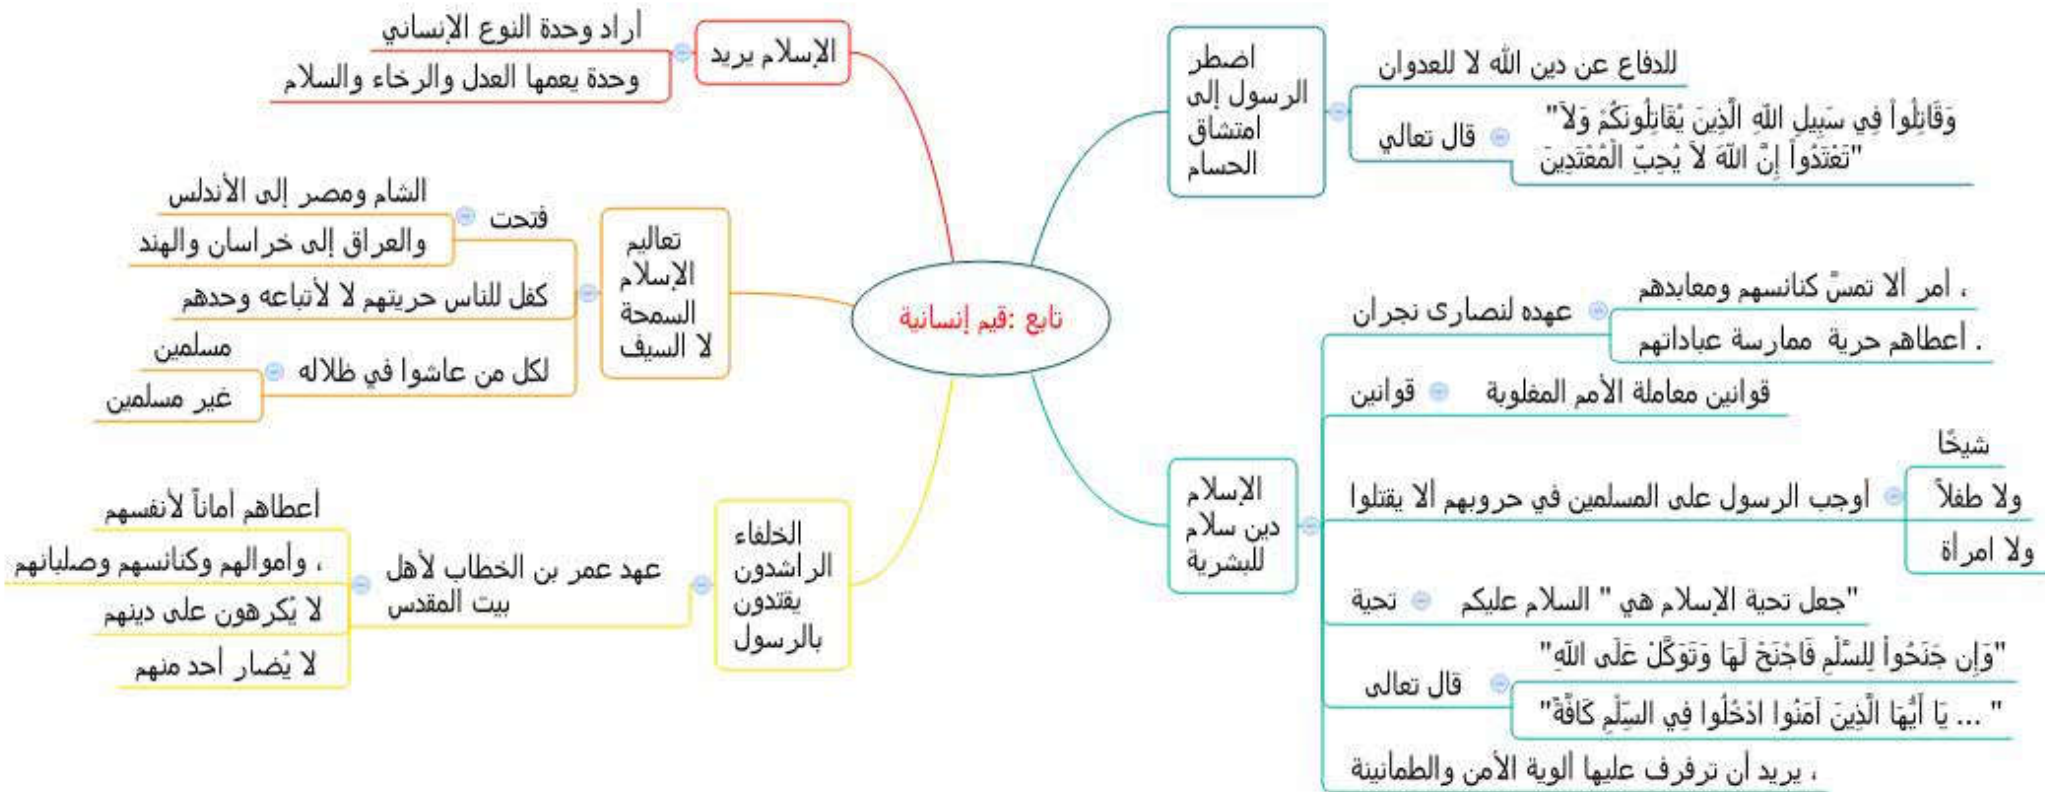 تابع :قيم إنسانية
اضطر
الرسول إلى
امتشاق
الحسام
للدفاع عن دين الله لا للعدوان
قال تعالي
"وَقَاتِلُواْ فِي سَبِيلِ اللّهِ الَّذِينَ يُقَاتِلُونَكُمْ وَلاَ
تَعْتَدُواْ إِنَّ اللّهَ لاَ يُحِبِّ الْمُعْتَدِينَ"
الإسلام
دين سلام
للبشرية
عهده لنصارى نجران
، أمر ألا تمسَّ كنائسهم ومعابدهم
. أعطاهم حرية ممارسة عباداتهم
قوانين
قوانين معاملة الأمم المغلوبة
أوجب الرسول على المسلمين في حروبهم ألا يقتلوا
شيخًا
ولا طفلاً
ولا امرأة
تحية
"جعل تحية الإسلام هي " السلام عليكم
قال تعالى
"وَإِن جَنَحُواْ لِلسَّلْمِ فَاجْنَحْ لَهَا وَتَوَكَّلْ عَلَى اللّهِ"
" ... يَا أَيُّهَا الَّذِينَ آمَنُوا ادْخُلُوا فِي السِّلْمِ كَافَّةً"
، يريد أن ترفرف عليها ألوية الأمن والطمأنينة
الإسلام يريد
أراد وحدة النوع الإنساني
وحدة يعمها العدل والرخاء والسلام
تعاليم
الإسلام
السمحة
لا السيف
فتحت
الشام ومصر إلى الأندلس
والعراق إلى خراسان والهند
كفل للناس حريتهم لا لأتباعه وحدهم
لكل من عاشوا في ظلاله
مسلمين
غير مسلمين
الخلفاء
الراشدون
يقتدون
بالرسول
عهد عمر بن الخطاب لأهل
بيت المقدس
أعطاهم أماناً لأنفسهم
، وأموالهم وكنائسهم وصلبانهم
لا يُكرهون على دينهم
لا يُضار أحد منهم